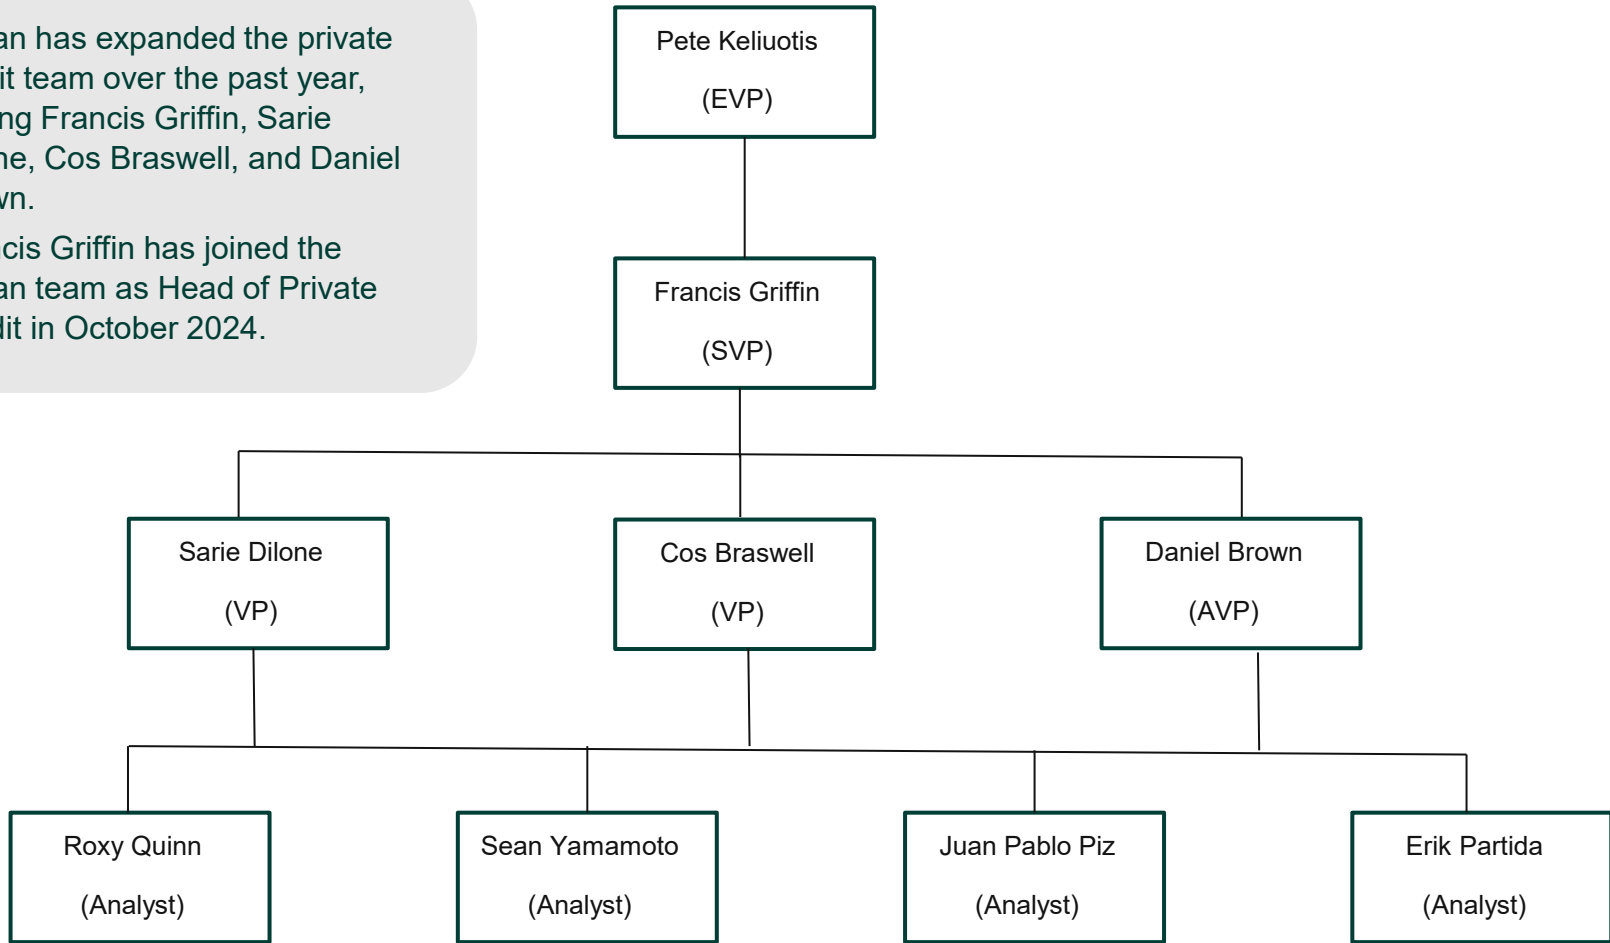 an has expanded the private
it team over the past year,
ng Francis Griffin, Sarie
ne, Cos Braswell, and Daniel
wn.
cis Griffin has joined the
an team as Head of Private
dit in October 2024.
Pete Keliuotis
(EVP)
Francis Griffin
(SVP)
Sarie Dilone
(VP)
Cos Braswell
(VP)
Daniel Brown
(AVP)
Roxy Quinn
(Analyst)
Sean Yamamoto
(Analyst)
Juan Pablo Piz
(Analyst)
Erik Partida
(Analyst)